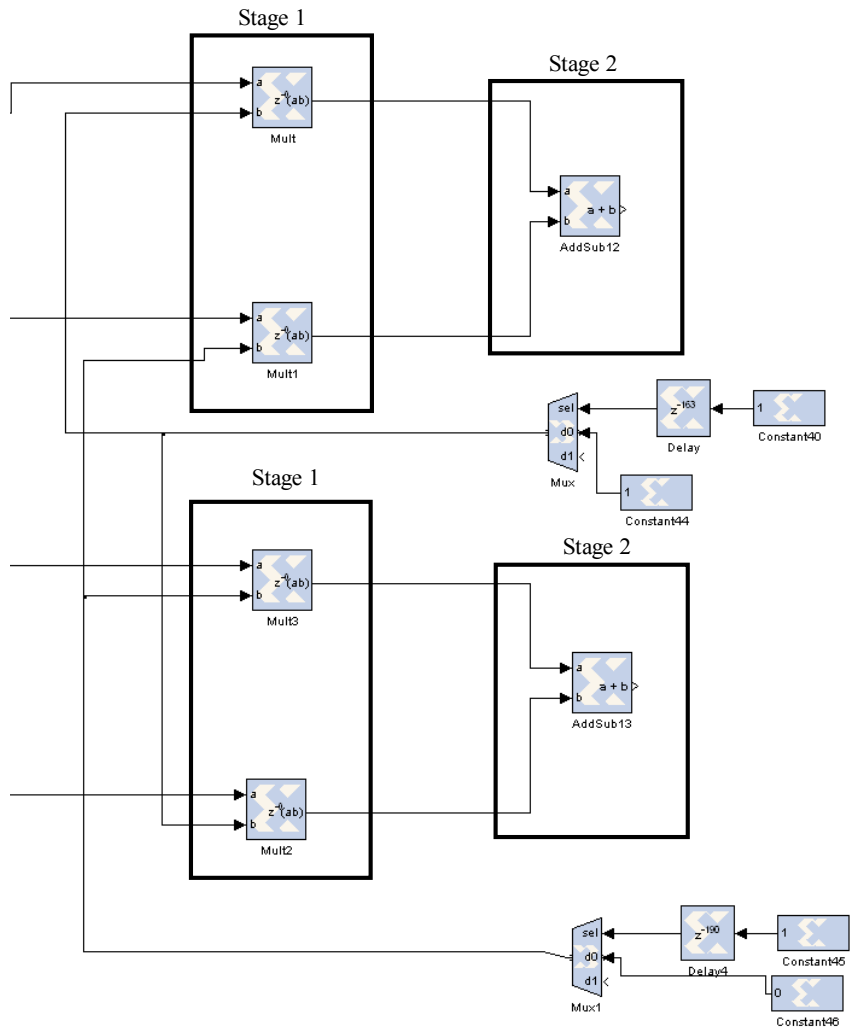 Stage 1
Stage 2
a
b
z⁻⁰(ab)
Mult
a
b
a + b
AddSub12
a
b
z⁻⁰(ab)
Mult1
sel
d0
d1
Mux
z⁻¹⁶³
Delay
1
Constant40
1
Constant44
Stage 1
Stage 2
a
b
z⁻⁰(ab)
Mult3
a
b
a + b
AddSub13
a
b
z⁻⁰(ab)
Mult2
sel
d0
d1
Mux1
z⁻¹⁹⁰
Delay4
1
Constant45
0
Constant46